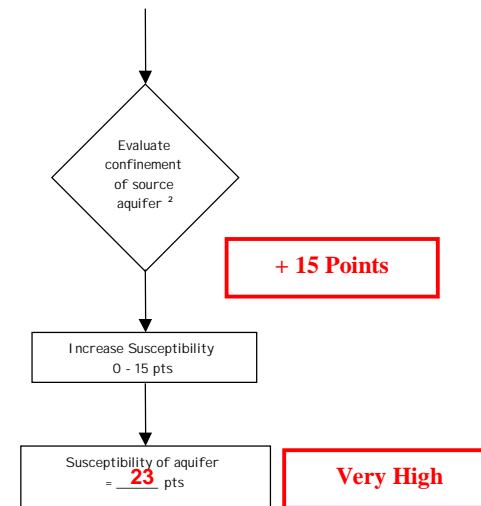 Evaluate
confinement
of source
aquifer ²
+ 15 Points
Increase Susceptibility
0 - 15 pts
Susceptibility of aquifer
= __23__ pts
Very High